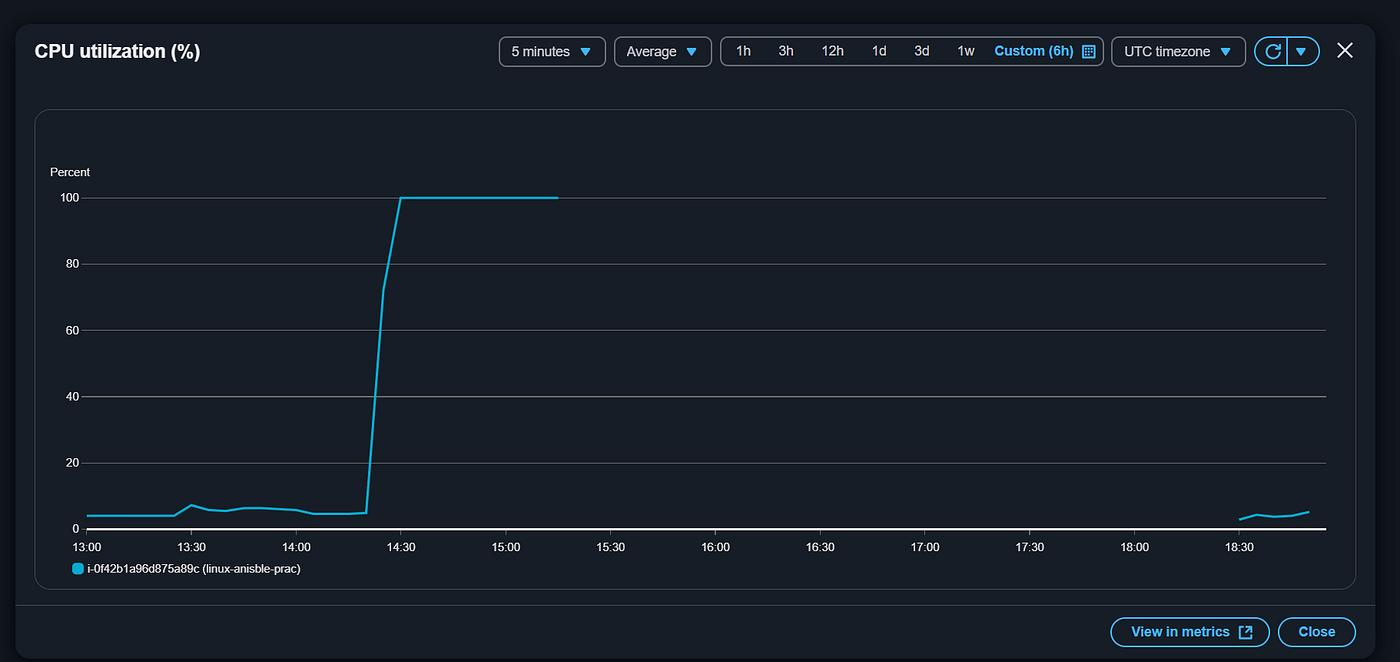 CPU utilization (%)
5 minutes Average 1h 3h 12h 1d 3d 1w Custom (6h) UTC timezone
Percent
100
80
60
40
20
0
13:00 13:30 14:00 14:30 15:00 15:30 16:00 16:30 17:00 17:30 18:00 18:30
i-0f42b1a96d875a89c (linux-anisble-prac)
View in metrics Close